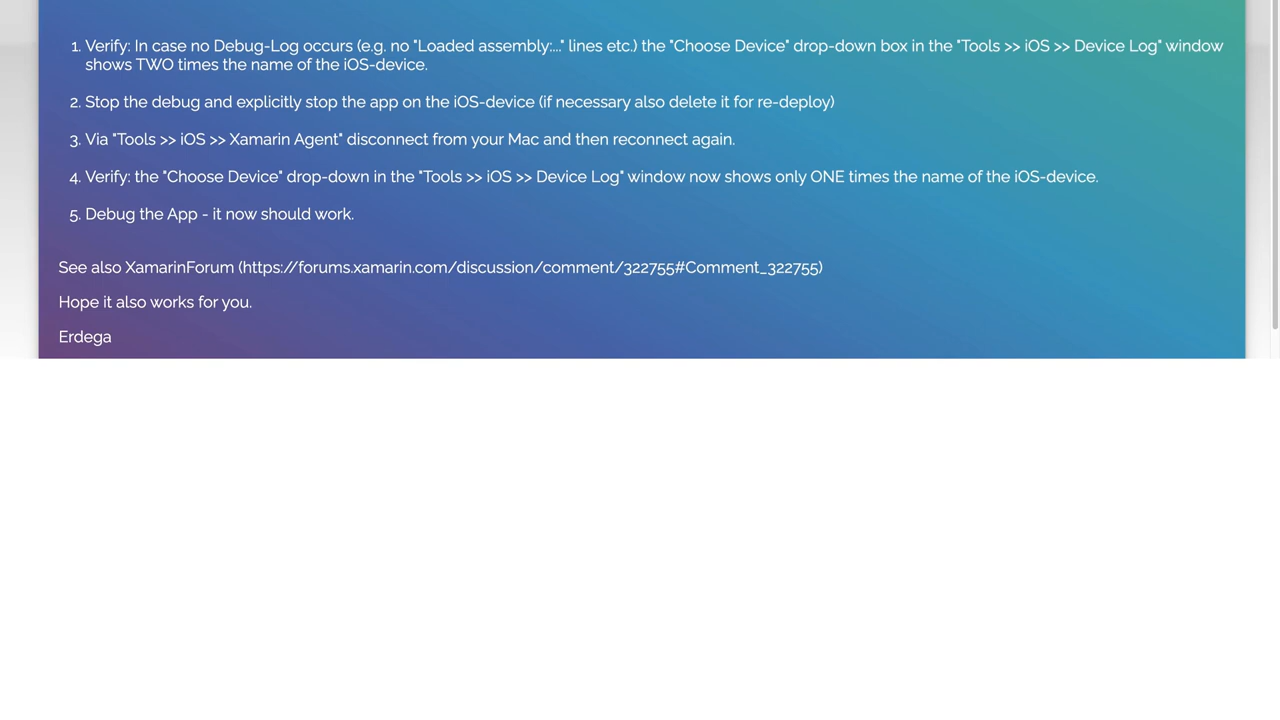 1. Verify: In case no Debug-Log occurs (e.g. no "Loaded assembly:..." lines etc.) the "Choose Device" drop-down box in the "Tools >> iOS >> Device Log" window
shows TWO times the name of the iOS-device.
2. Stop the debug and explicitly stop the app on the iOS-device (if necessary also delete it for re-deploy)
3. Via "Tools >> iOS >> Xamarin Agent" disconnect from your Mac and then reconnect again.
4. Verify: the "Choose Device" drop-down in the "Tools >> iOS >> Device Log" window now shows only ONE times the name of the iOS-device.
5. Debug the App - it now should work.
See also XamarinForum (https://forums.xamarin.com/discussion/comment/322755#Comment_322755)
Hope it also works for you.
Erdega